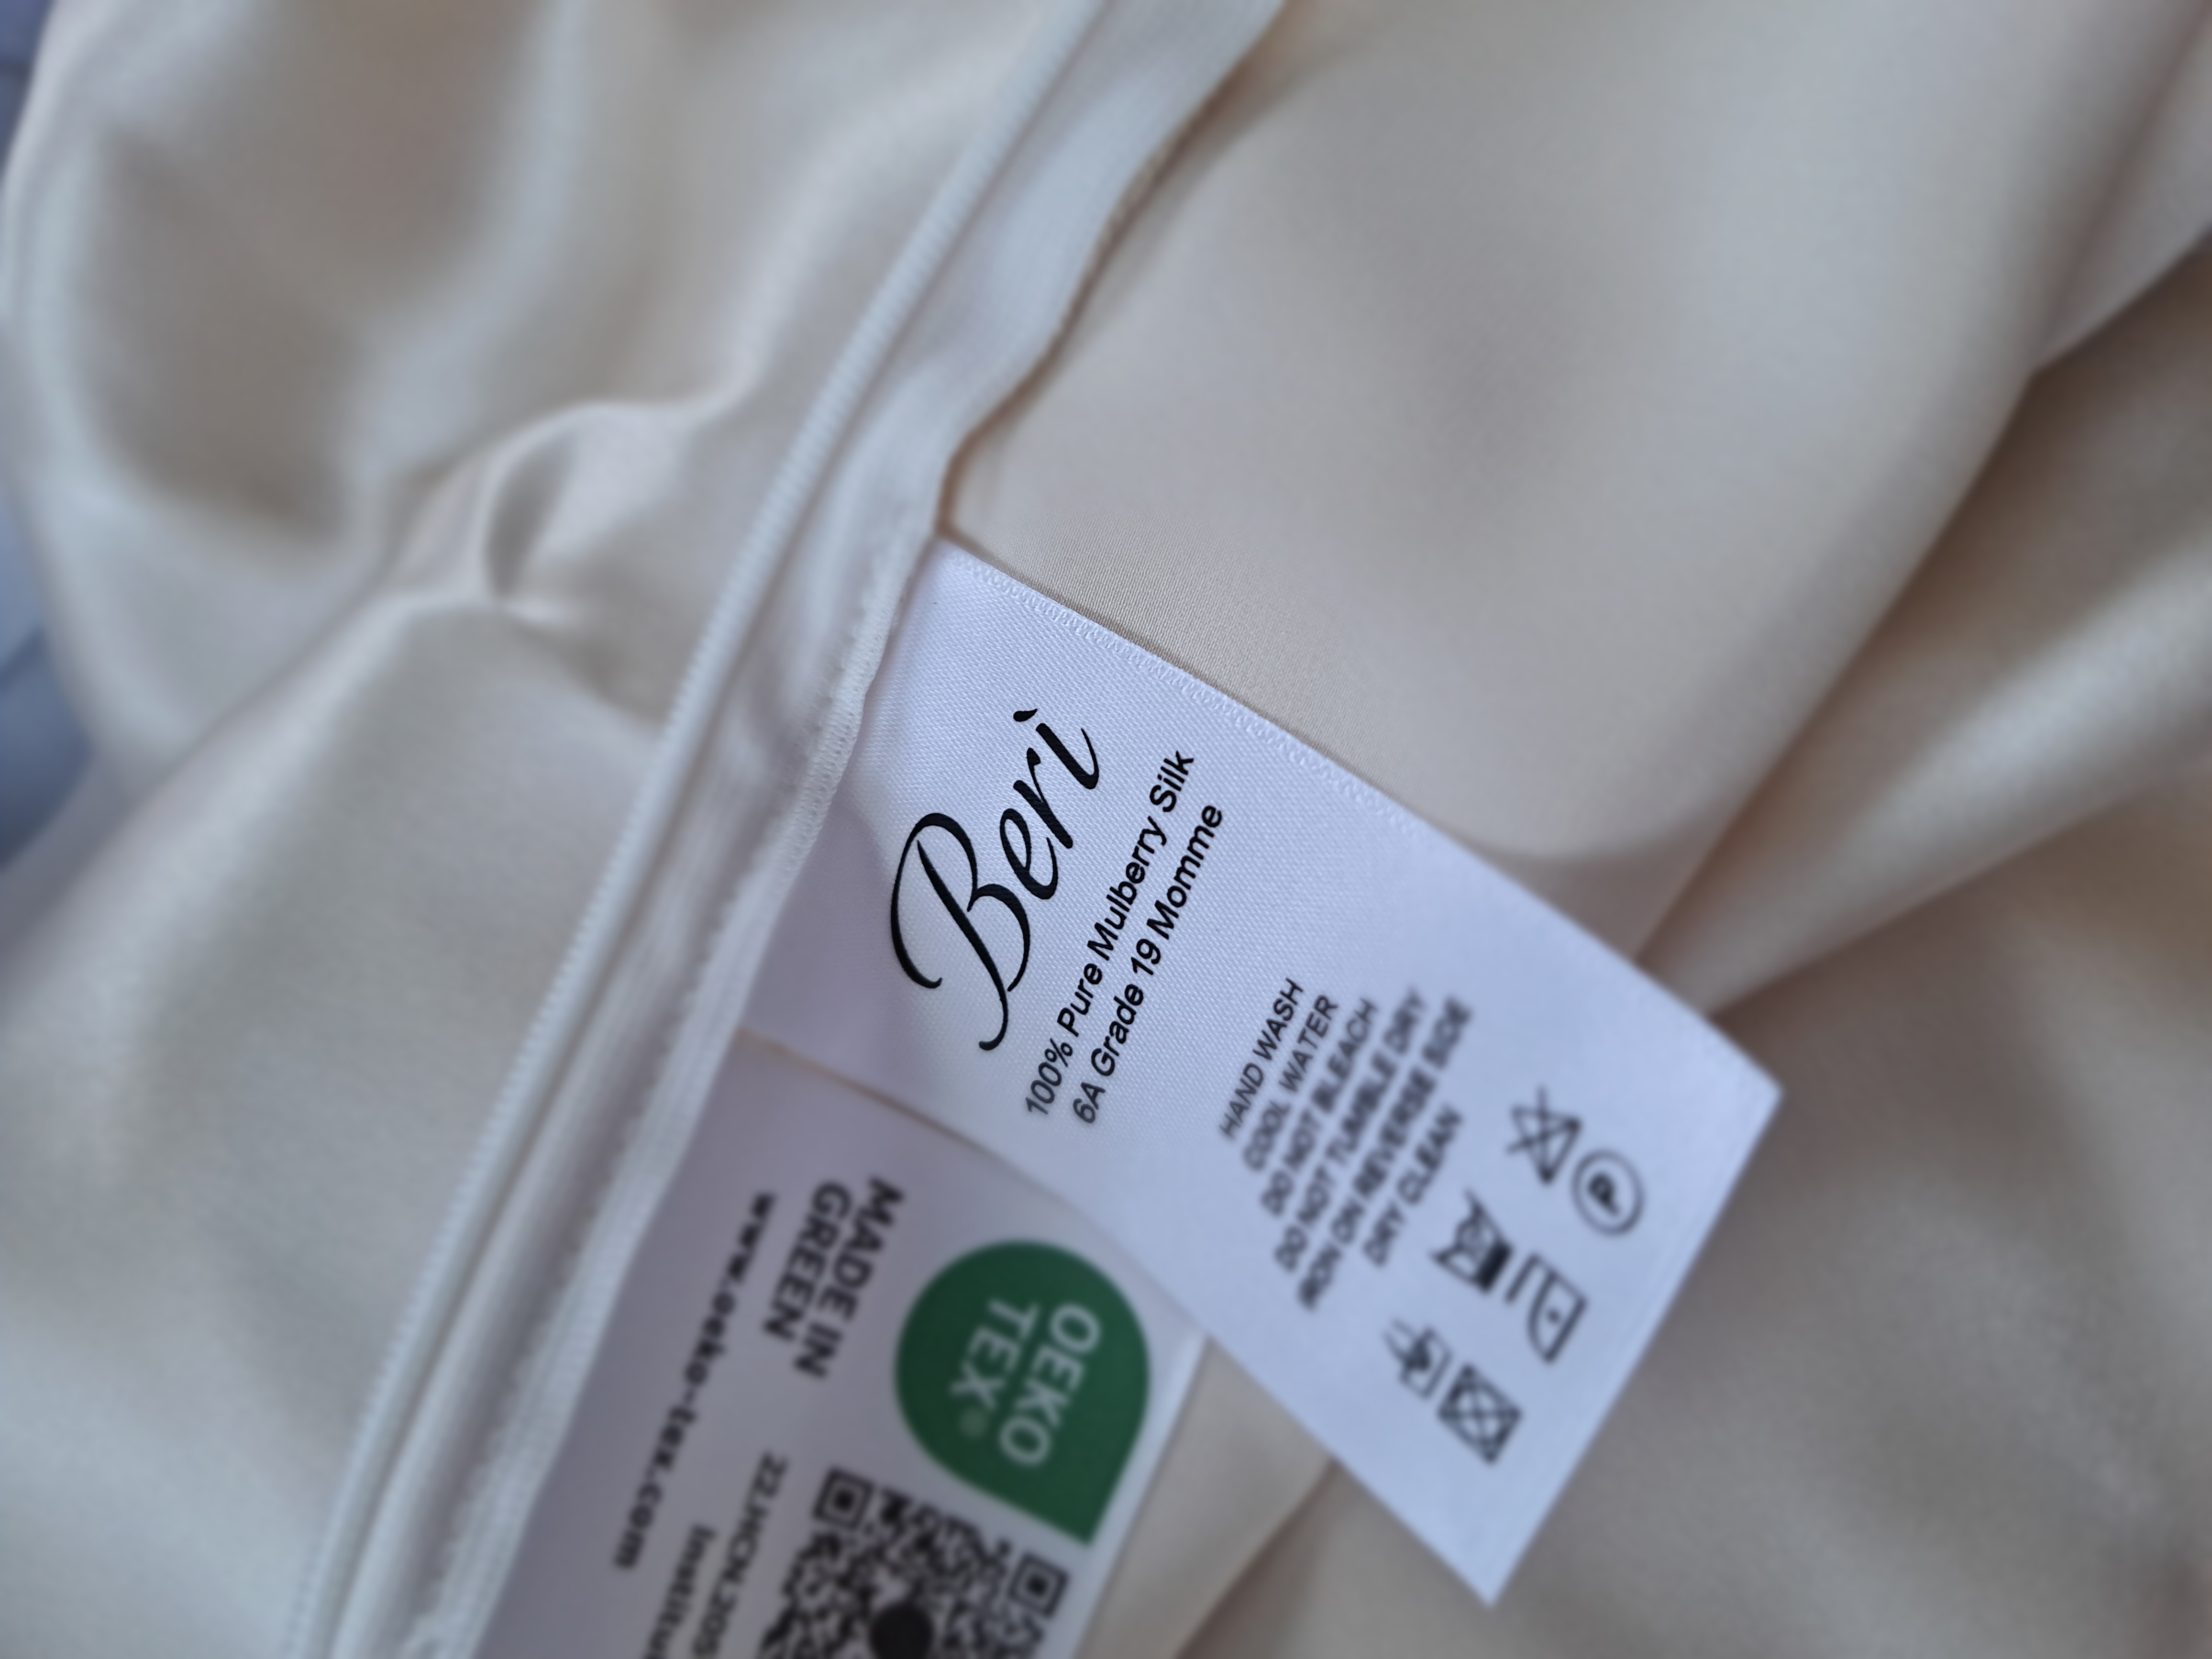 Beri
100% Pure Mulberry Silk
6A Grade 19 Momme
HAND WASH
COOL WATER
DO NOT BLEACH
DO NOT TUMBLE DRY
IRON ON REVERSE SIDE
DRY CLEAN
P
OEKO
TEX®
MADE IN
GREEN
www.oeko-tex.com